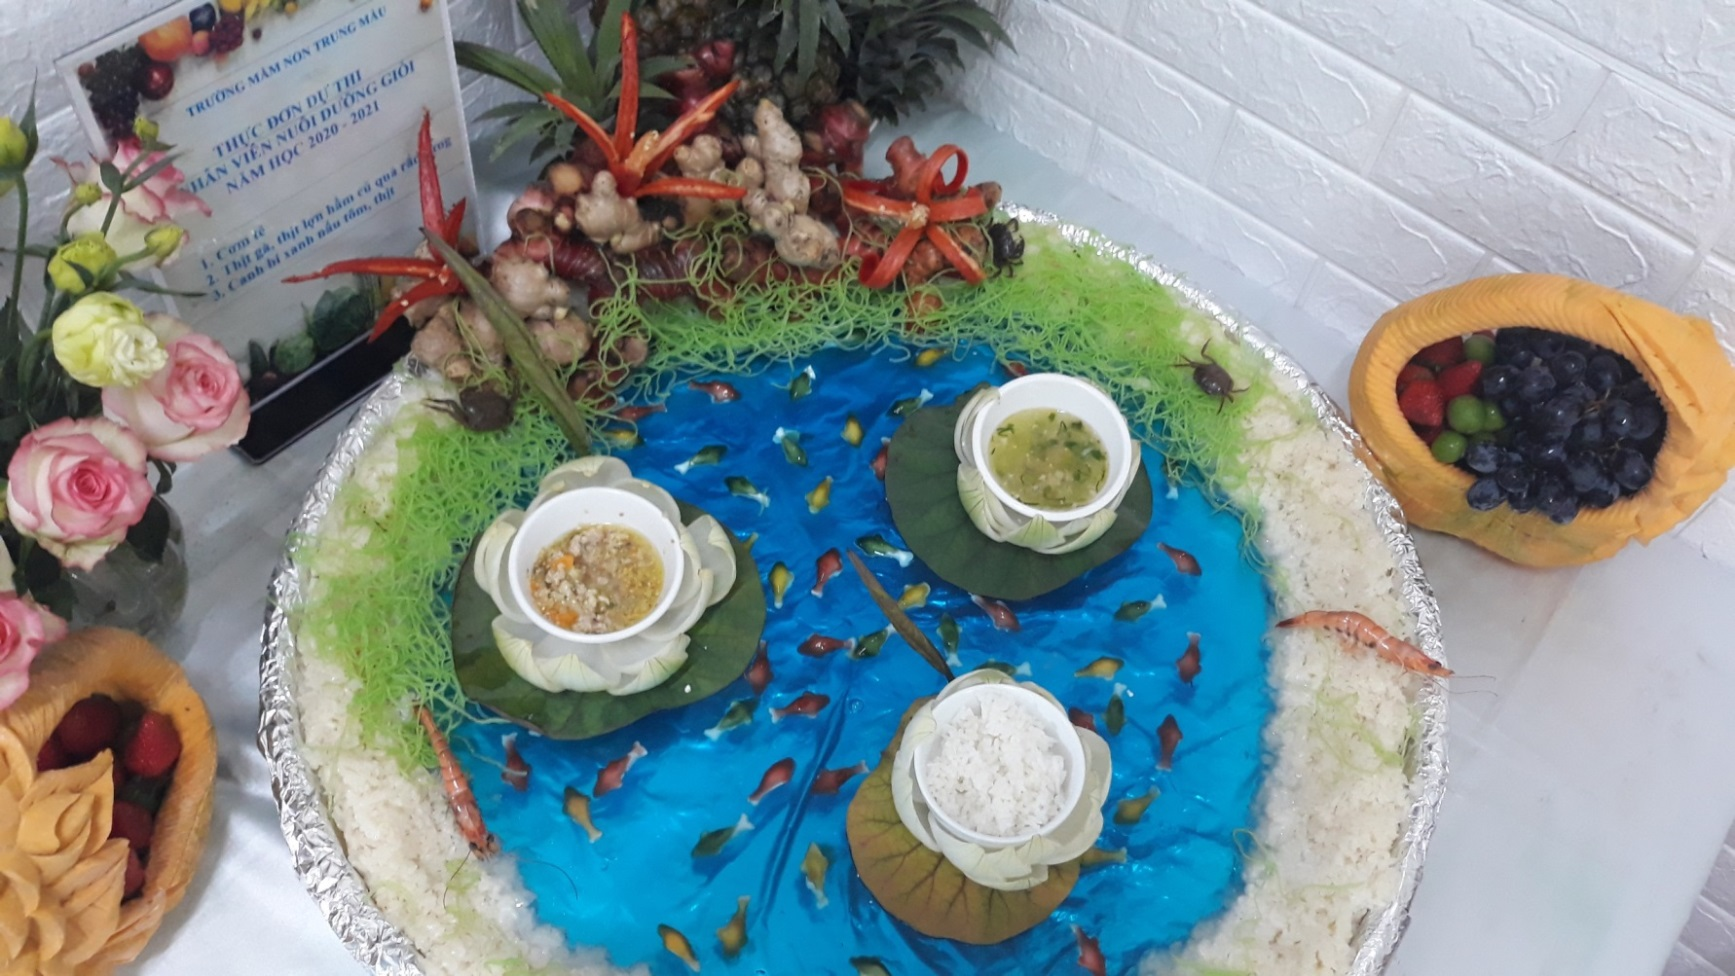 TRƯỜNG MẦM NON TRUNG MẦU
THỰC ĐƠN DỰ THI
NHÂN VIÊN NUÔI DƯỠNG GIỎI
NĂM HỌC 2020 - 2021
1. Cơm tẻ
2. Thịt gà, thịt lợn hầm củ quả rắc
3. Canh bí xanh nấu tôm, thịt